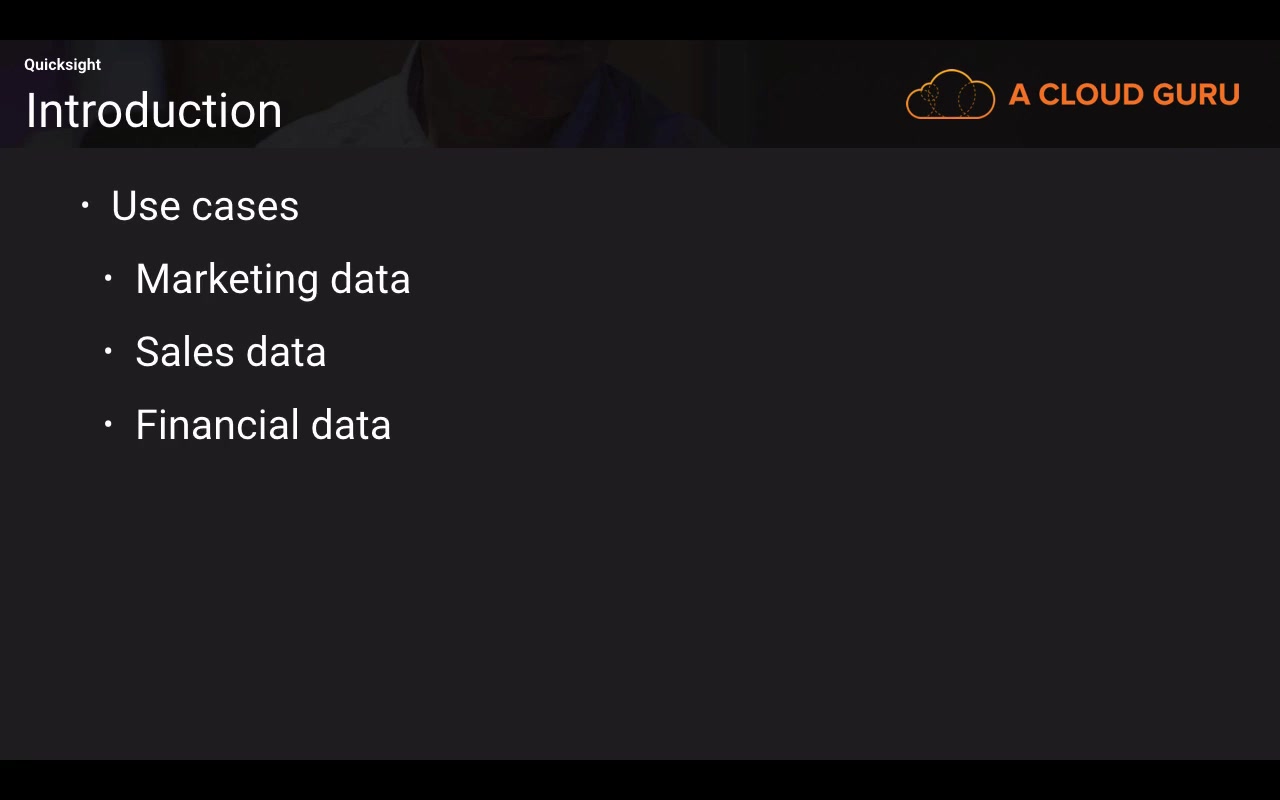 Quicksight
Introduction
A CLOUD GURU
• Use cases
• Marketing data
• Sales data
• Financial data